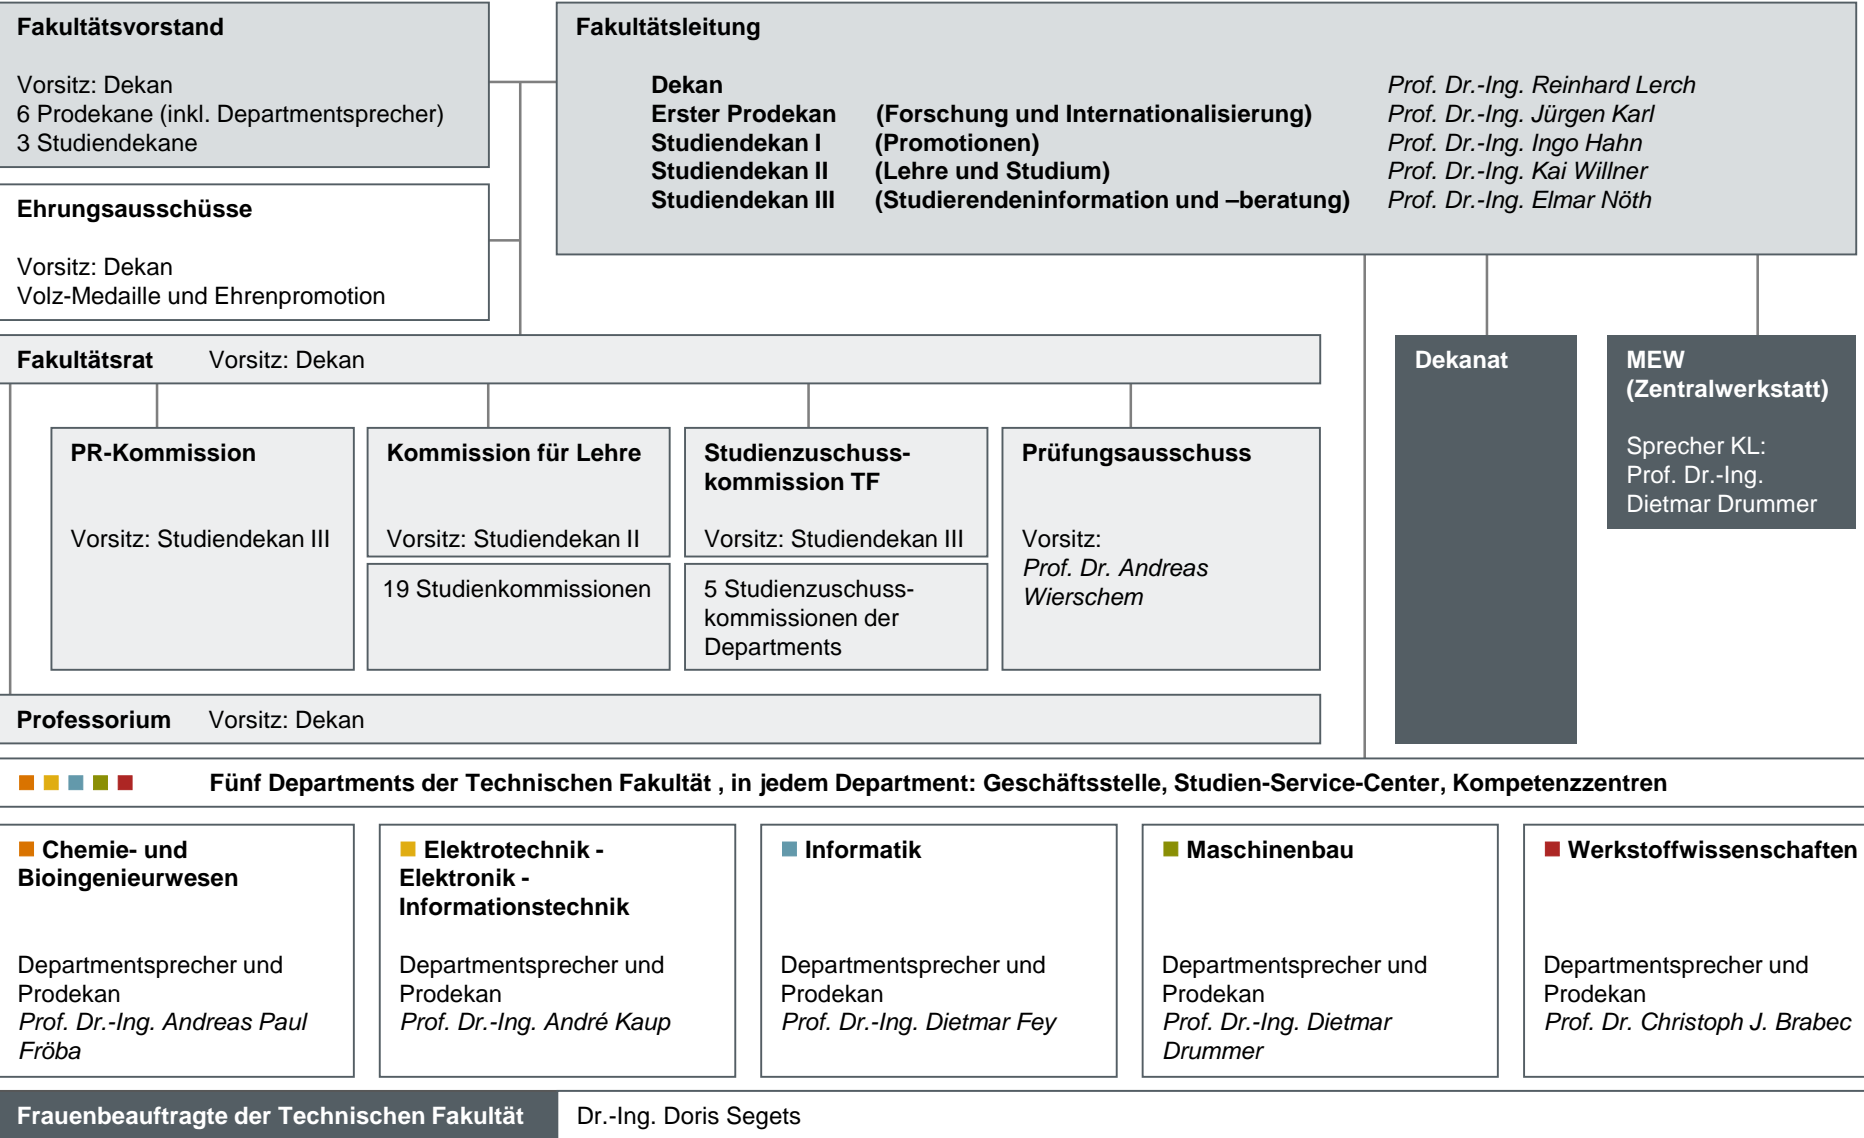 Fakultätsvorstand
Vorsitz: Dekan
6 Prodekane (inkl. Departmentsprecher)
3 Studiendekane
Ehrungsausschüsse
Vorsitz: Dekan
Volz-Medaille und Ehrenpromotion
Fakultätsleitung
Dekan Prof. Dr.-Ing. Reinhard Lerch
Erster Prodekan (Forschung und Internationalisierung) Prof. Dr.-Ing. Jürgen Karl
Studiendekan I (Promotionen) Prof. Dr.-Ing. Ingo Hahn
Studiendekan II (Lehre und Studium) Prof. Dr.-Ing. Kai Willner
Studiendekan III (Studierendeninformation und –beratung) Prof. Dr.-Ing. Elmar Nöth
Fakultätsrat Vorsitz: Dekan
PR-Kommission
Vorsitz: Studiendekan III
Kommission für Lehre
Vorsitz: Studiendekan II
19 Studienkommissionen
Studienzuschuss-
kommission TF
Vorsitz: Studiendekan III
5 Studienzuschuss-
kommissionen der
Departments
Prüfungsausschuss
Vorsitz:
Prof. Dr. Andreas
Wierschem
Dekanat
MEW
(Zentralwerkstatt)
Sprecher KL:
Prof. Dr.-Ing.
Dietmar Drummer
Professorium Vorsitz: Dekan
Fünf Departments der Technischen Fakultät , in jedem Department: Geschäftsstelle, Studien-Service-Center, Kompetenzzentren
Chemie- und
Bioingenieurwesen
Departmentsprecher und
Prodekan
Prof. Dr.-Ing. Andreas Paul
Fröba
Elektrotechnik -
Elektronik -
Informationstechnik
Departmentsprecher und
Prodekan
Prof. Dr.-Ing. André Kaup
Informatik
Departmentsprecher und
Prodekan
Prof. Dr.-Ing. Dietmar Fey
Maschinenbau
Departmentsprecher und
Prodekan
Prof. Dr.-Ing. Dietmar
Drummer
Werkstoffwissenschaften
Departmentsprecher und
Prodekan
Prof. Dr. Christoph J. Brabec
Frauenbeauftragte der Technischen Fakultät Dr.-Ing. Doris Segets